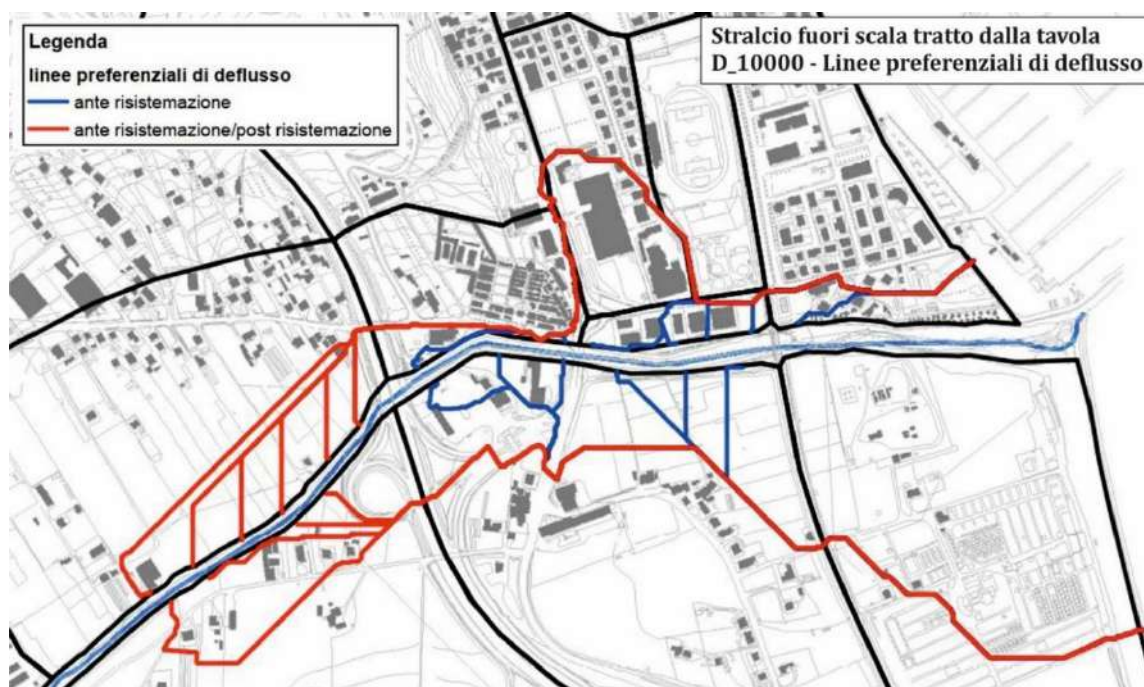 Legenda
linee preferenziali di deflusso
ante risistemazione
ante risistemazione/post risistemazione
Stralcio fuori scala tratto dalla tavola
D_10000 - Linee preferenziali di deflusso